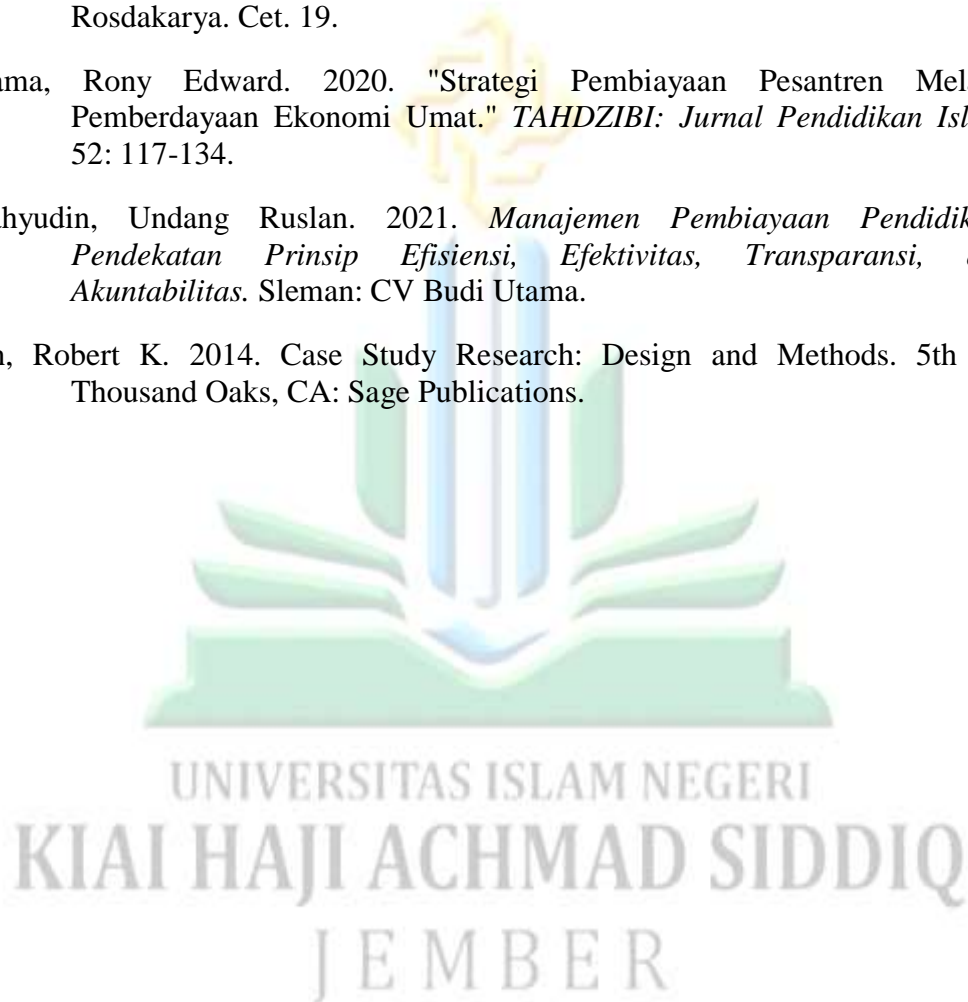 Rosdakarya. Cet. 19.
ama, Rony Edward. 2020. "Strategi Pembiayaan Pesantren Mela
Pemberdayaan Ekonomi Umat." TAHDZIBI: Jurnal Pendidikan Isl
52: 117-134.
ahyudin, Undang Ruslan. 2021. Manajemen Pembiayaan Pendidik
Pendekatan Prinsip Efisiensi, Efektivitas, Transparansi,
Akuntabilitas. Sleman: CV Budi Utama.
n, Robert K. 2014. Case Study Research: Design and Methods. 5th
Thousand Oaks, CA: Sage Publications.
UNIVERSITAS ISLAM NEGERI
KIAI HAJI ACHMAD SIDDIQ
JEMBER